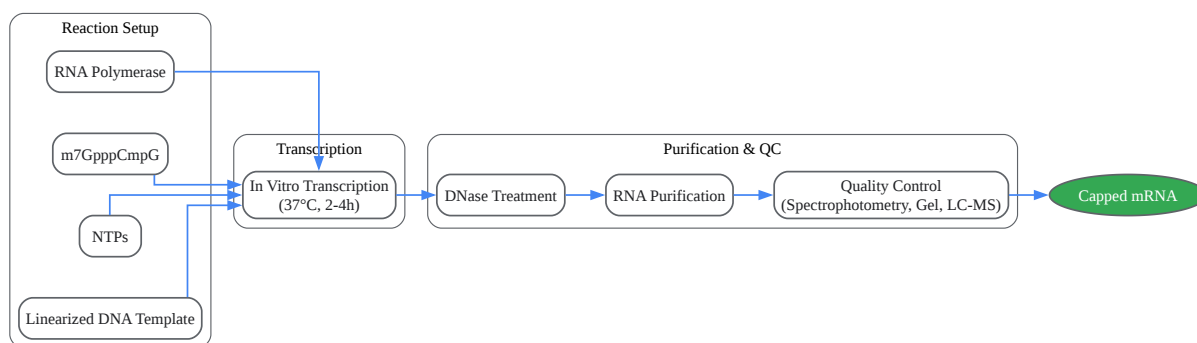 Reaction Setup
RNA Polymerase
m7GpppCmpG
NTPs
Linearized DNA Template
Transcription
In Vitro Transcription
(37°C, 2-4h)
Purification & QC
DNase Treatment
RNA Purification
Quality Control
(Spectrophotometry, Gel, LC-MS)
Capped mRNA